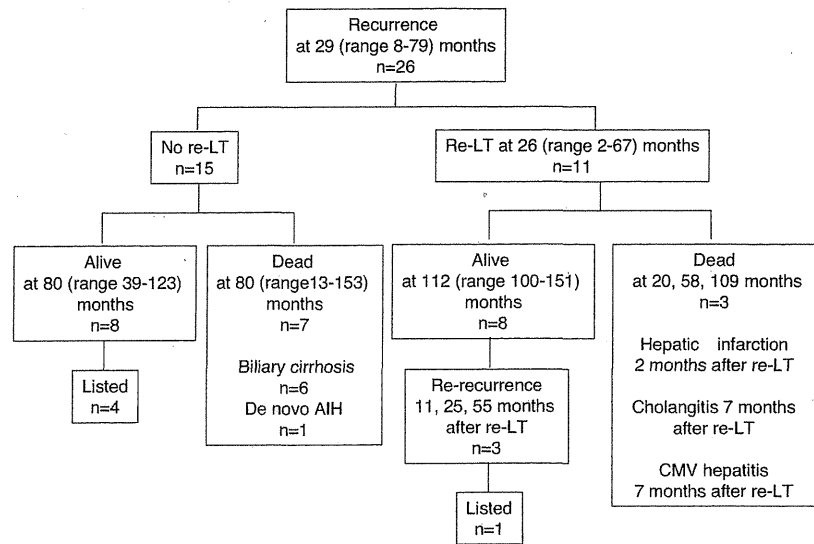 Recurrence
at 29 (range 8-79) months
n=26
No re-LT
n=15
Re-LT at 26 (range 2-67) months
n=11
Alive
at 80 (range 39-123)
months
n=8
Dead
at 80 (range13-153)
months
n=7
Biliary cirrhosis
n=6
De novo AIH
n=1
Alive
at 112 (range 100-151)
months
n=8
Dead
at 20, 58, 109 months
n=3
Hepatic infarction
2 months after re-LT
Cholangitis 7 months
after re-LT
CMV hepatitis
7 months after re-LT
Listed
n=4
Re-recurrence
11, 25, 55 months
after re-LT
n=3
Listed
n=1